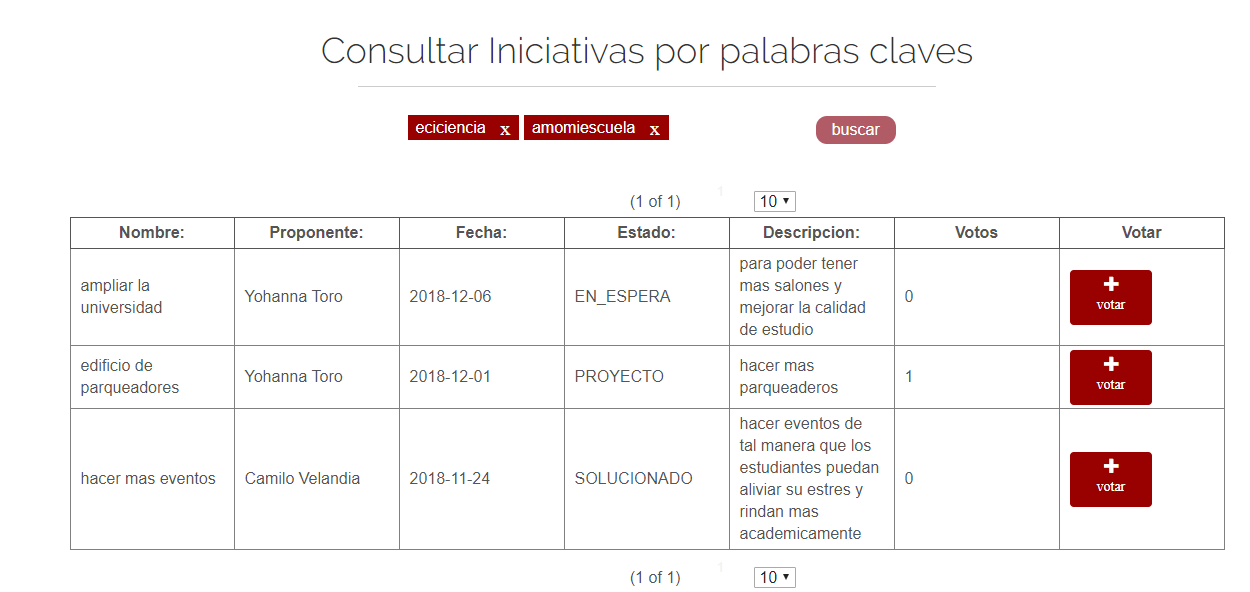 Consultar Iniciativas por palabras claves
eciciencia x amomiescuela x buscar
(1 of 1) 1 10
Nombre: Proponente: Fecha: Estado: Descripcion: Votos Votar
ampliar la
universidad
Yohanna Toro
2018-12-06
EN_ESPERA
para poder tener
mas salones y
mejorar la calidad
de estudio
0
votar
edificio de
parqueadores
Yohanna Toro
2018-12-01
PROYECTO
hacer mas
parqueaderos
1
votar
hacer mas eventos
Camilo Velandia
2018-11-24
SOLUCIONADO
hacer eventos de
tal manera que los
estudiantes puedan
aliviar su estres y
rindan mas
academicamente
0
votar
(1 of 1) 1 10